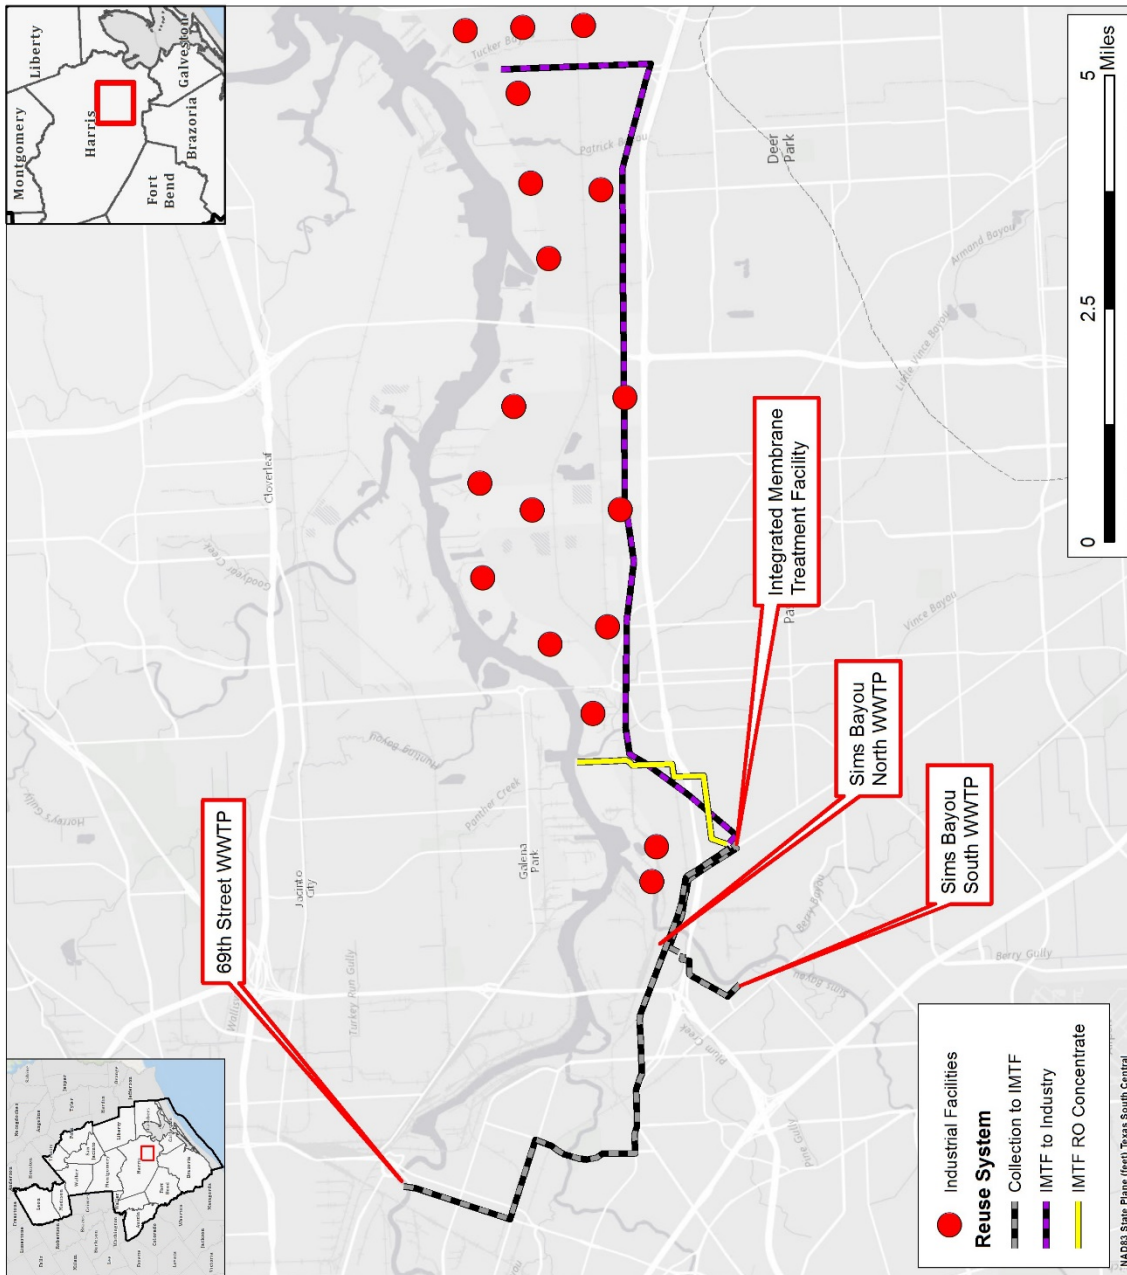 Montgomery
Liberty
Harris
Galveston
Fort
Bend
Brazoria
69th Street WWTP
Integrated Membrane
Treatment Facility
Sims Bayou
North WWTP
Sims Bayou
South WWTP
Tucker Ba
Patrick Bayou
Deer
Park
Armand Bayou
Little Vince Bayou
Vince Bayou
Cloverleaf
Goodyear Creek
Hunting Bayou
Panther Creek
Galena
Park
Jacinto
City
Turkey Run Gully
Wallis
Plum Creek
Pine Gully
Sims Bayou
Berry Bayou
Berry Gully
Pa
Industrial Facilities
Reuse System
Collection to IMTF
IMTF to Industry
IMTF RO Concentrate
0
2.5
5
Miles
NAD83 State Plane (feet) Texas South Central